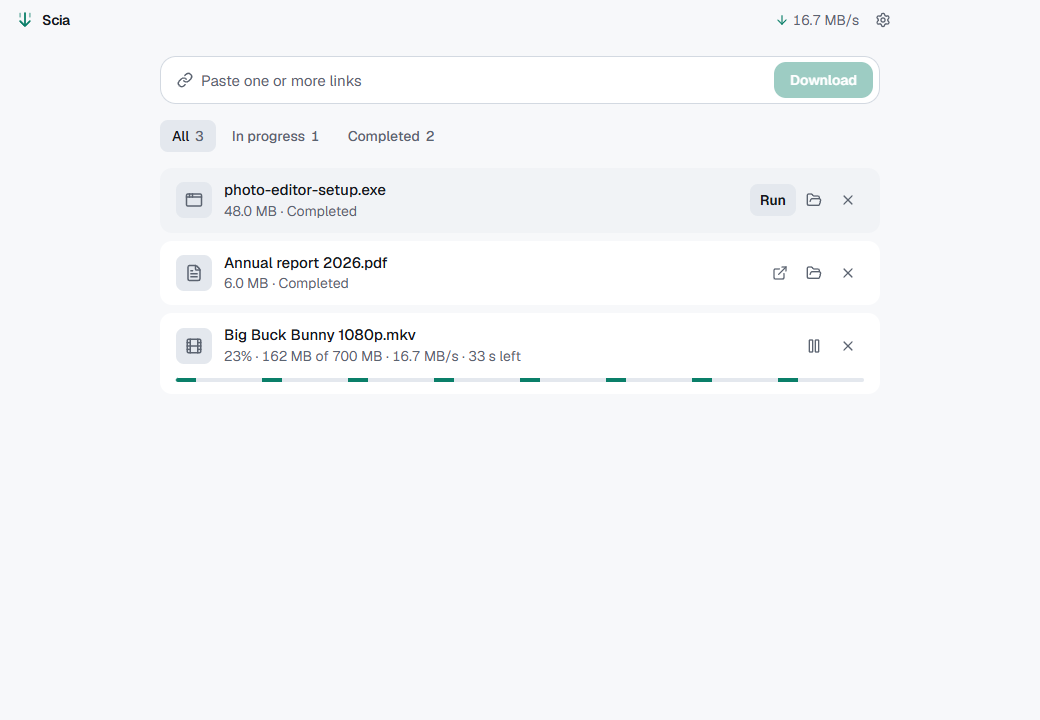 Scia
16.7 MB/s
Paste one or more links
Download
All 3
In progress 1
Completed 2
photo-editor-setup.exe
48.0 MB · Completed
Run
Annual report 2026.pdf
6.0 MB · Completed
Big Buck Bunny 1080p.mkv
23% · 162 MB of 700 MB · 16.7 MB/s · 33 s left